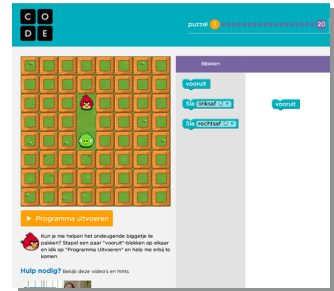 C O
D E
puzzel 1 20
Blokken
vooruit
Sla linksaf
vooruit
Sla rechtsaf
Programma uitvoeren
Kun je me helpen het ondeugende biggetje te
pakken? Stapel een paar "vooruit"-blokken op elkaar
en klik op "Programma Uitvoeren" en help me erbij te
komen.
Hulp nodig? Bekijk deze video's en hints